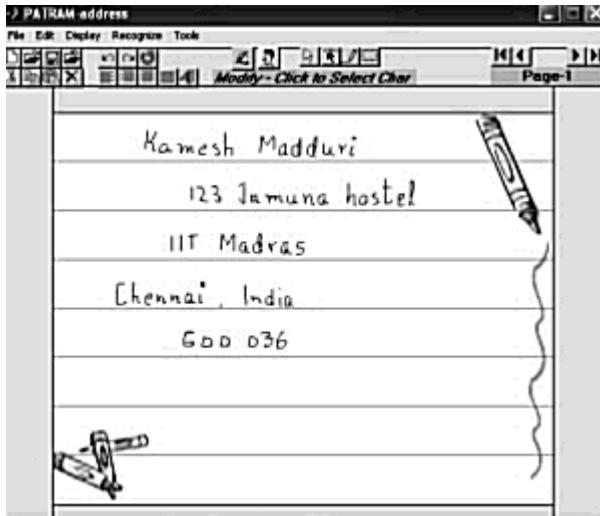 PATRAM-address
File Edit Display Recognize Tools
Modify - Click to Select Char
Page-1
Kamesh Madduri
123 Jamuna hostel
IIT Madras
Chennai, India
600 036